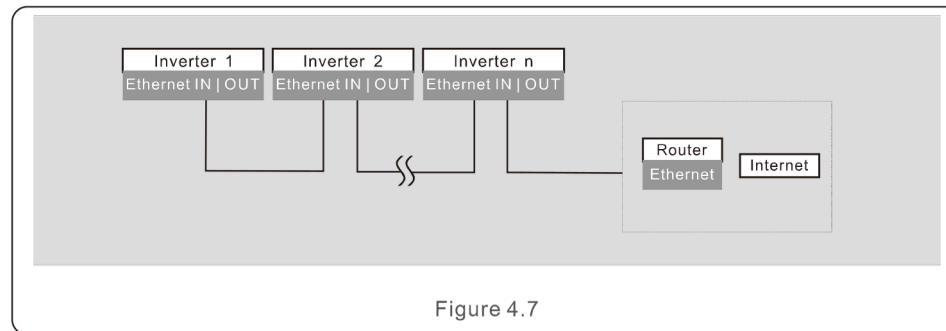 Inverter 1
Inverter 2
Inverter n
Ethernet IN | OUT
Ethernet IN | OUT
Ethernet IN | OUT
Router
Ethernet
Internet
Figure 4.7